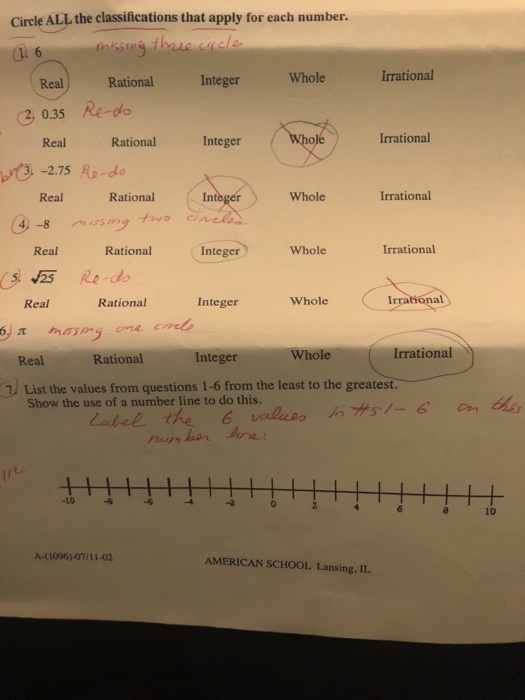 Circle ALL the classifications that apply for each number.
1. 6 missing three circle
Real Rational Integer Whole Irrational
2. 0.35 Re-do
Real Rational Integer Whole Irrational
3. -2.75 Re-do
Real Rational Integer Whole Irrational
4. -8 missing two circles
Real Rational Integer Whole Irrational
5. √25 Re-do
Real Rational Integer Whole Irrational
6. π missing one circle
Real Rational Integer Whole Irrational
7. List the values from questions 1-6 from the least to the greatest.
Show the use of a number line to do this.
Label the 6 values in #s 1-6 on this
number line:
-10 -8 -6 -4 -2 0 2 4 6 8 10
A-(1096)-07/11-02 AMERICAN SCHOOL Lansing, IL